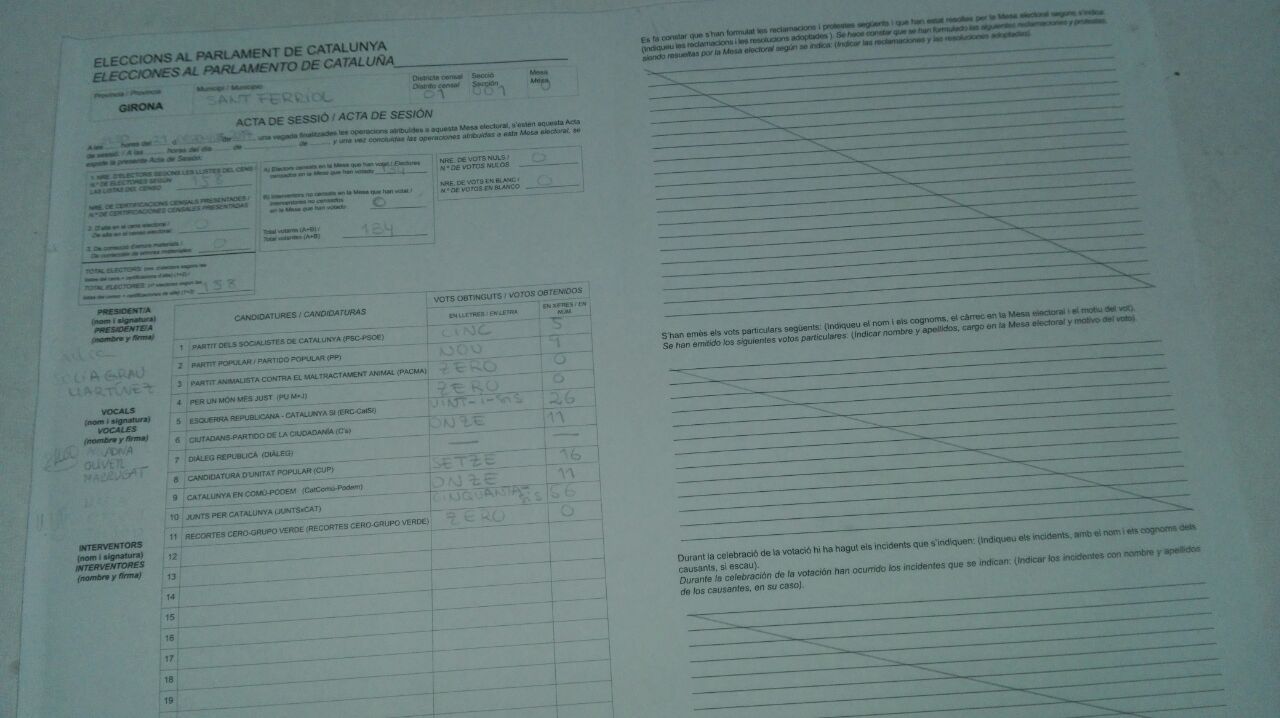 ELECCIONS AL PARLAMENT DE CATALUNYA
ELECCIONES AL PARLAMENTO DE CATALUÑA
Província / Provincia
GIRONA
Municipi / Municipio
SANT FERRIOL
Districte censal
Distrito censal
01
Secció
Sección
001
Mesa
Mesa
0
ACTA DE SESSIÓ / ACTA DE SESIÓN
A les hores del 21 d una vegada finalitzades les operacions atribuïdes a aquesta Mesa electoral, s'estén aquesta Acta
de sessió. / A las horas del día de de y una vez concluidas las operaciones atribuidas a esta Mesa electoral, se
expide la presente Acta de Sesión:
1. NRE. D'ELECTORS SEGONS LES LLISTES DEL CENS
N.º DE ELECTORES SEGÚN
LAS LISTAS DEL CENSO
158
NRE. DE CERTIFICACIONS CENSALS PRESENTADES /
N.º DE CERTIFICACIONES CENSALES PRESENTADAS
2. D'alta en el cens electoral /
De alta en el censo electoral
0
3. De correcció d'errors materials /
De corrección de errores materiales
0
TOTAL ELECTORS:
TOTAL ELECTORES:
158
A) Electors censats en la Mesa que han votat / Electores
censados en la Mesa que han votado
134
B) Interventors no censats en la Mesa que han votat /
Interventores no censados
en la Mesa que han votado
0
Total votants (A+B) /
Total votantes (A+B)
134
NRE. DE VOTS NULS /
N.º DE VOTOS NULOS
0
NRE. DE VOTS EN BLANC /
N.º DE VOTOS EN BLANCO
0
PRESIDENT/A
(nom i signatura)
PRESIDENTE/A
(nombre y firma)
GRAU
MARTÍNEZ
VOCALS
(nom i signatura)
VOCALES
(nombre y firma)
ARIADNA
OLIVER
MADRUGAT
INTERVENTORS
(nom i signatura)
INTERVENTORES
(nombre y firma)
CANDIDATURES / CANDIDATURAS
VOTS OBTINGUTS / VOTOS OBTENIDOS
EN LLETRES / EN LETRA
EN XIFRES / EN NÚM.
1 PARTIT DELS SOCIALISTES DE CATALUNYA (PSC-PSOE) CINC 5
2 PARTIT POPULAR / PARTIDO POPULAR (PP) NOU 9
3 PARTIT ANIMALISTA CONTRA EL MALTRACTAMENT ANIMAL (PACMA) ZERO 0
4 PER UN MÓN MÉS JUST (PU M+J) ZERO 0
5 ESQUERRA REPUBLICANA - CATALUNYA SÍ (ERC-CatSí) VINT-I-SIS 26
6 CIUTADANS-PARTIDO DE LA CIUDADANÍA (C's) ONZE 11
7 DIÀLEG REPUBLICÀ (DIÀLEG) — —
8 CANDIDATURA D'UNITAT POPULAR (CUP) SETZE 16
9 CATALUNYA EN COMÚ-PODEM (CatComú-Podem) ONZE 11
10 JUNTS PER CATALUNYA (JUNTSxCAT) CINQUANTA-SIS 56
11 RECORTES CERO-GRUPO VERDE (RECORTES CERO-GRUPO VERDE) ZERO 0
12
13
14
15
16
17
18
19
Es fa constar que s'han formulat les reclamacions i protestes següents i que han estat resoltes per la Mesa electoral segons s'indica:
(Indiqueu les reclamacions i les resolucions adoptades). Se hace constar que se han formulado las siguientes reclamaciones y protestas,
siendo resueltas por la Mesa electoral según se indica: (Indicar las reclamaciones y las resoluciones adoptadas).
S'han emès els vots particulars següents: (Indiqueu el nom i els cognoms, el càrrec en la Mesa electoral i el motiu del vot).
Se han emitido los siguientes votos particulares: (Indicar nombre y apellidos, cargo en la Mesa electoral y motivo del voto).
Durant la celebració de la votació hi ha hagut els incidents que s'indiquen: (Indiqueu els incidents, amb el nom i els cognoms dels
causants, si escau).
Durante la celebración de la votación han ocurrido los incidentes que se indican: (Indicar los incidentes con nombre y apellidos
de los causantes, en su caso).